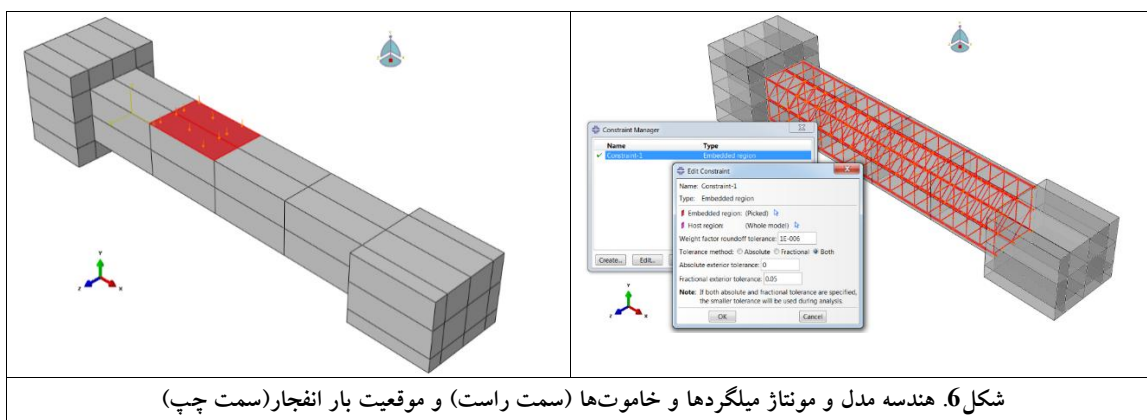 Constraint Manager
Name Type
Constraint-1 Embedded region
Create... Edit...
Edit Constraint
Name: Constraint-1
Type: Embedded region
Embedded region: (Picked)
Host region: (Whole model)
Weight factor roundoff tolerance: 1E-006
Tolerance method: Absolute Fractional Both
Absolute exterior tolerance: 0
Fractional exterior tolerance: 0.05
Note: If both absolute and fractional tolerance are specified,
the smaller tolerance will be used during analysis.
OK Cancel
شکل6. هندسه مدل و مونتاژ میلگردها و خاموت‌ها (سمت راست) و موقعیت بار انفجار(سمت چپ)